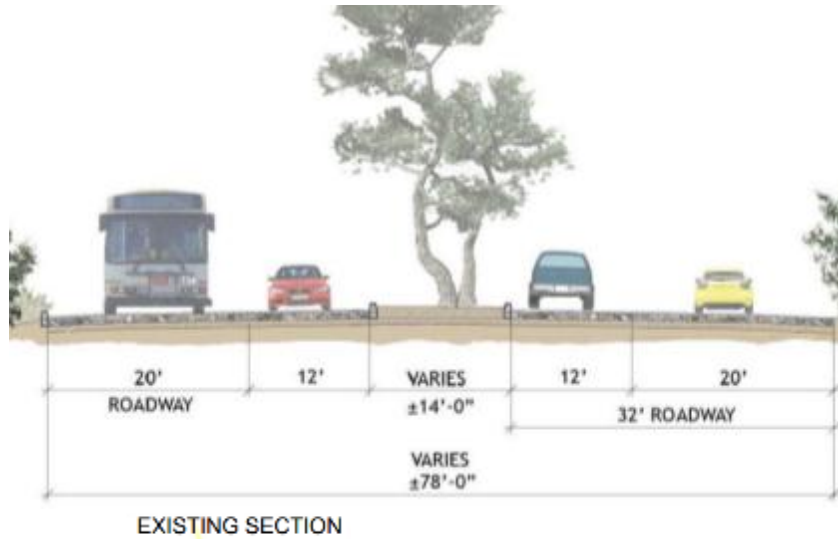 20'
12'
VARIES
12'
20'
ROADWAY
±14'-0"
32' ROADWAY
VARIES
±78'-0"
EXISTING SECTION